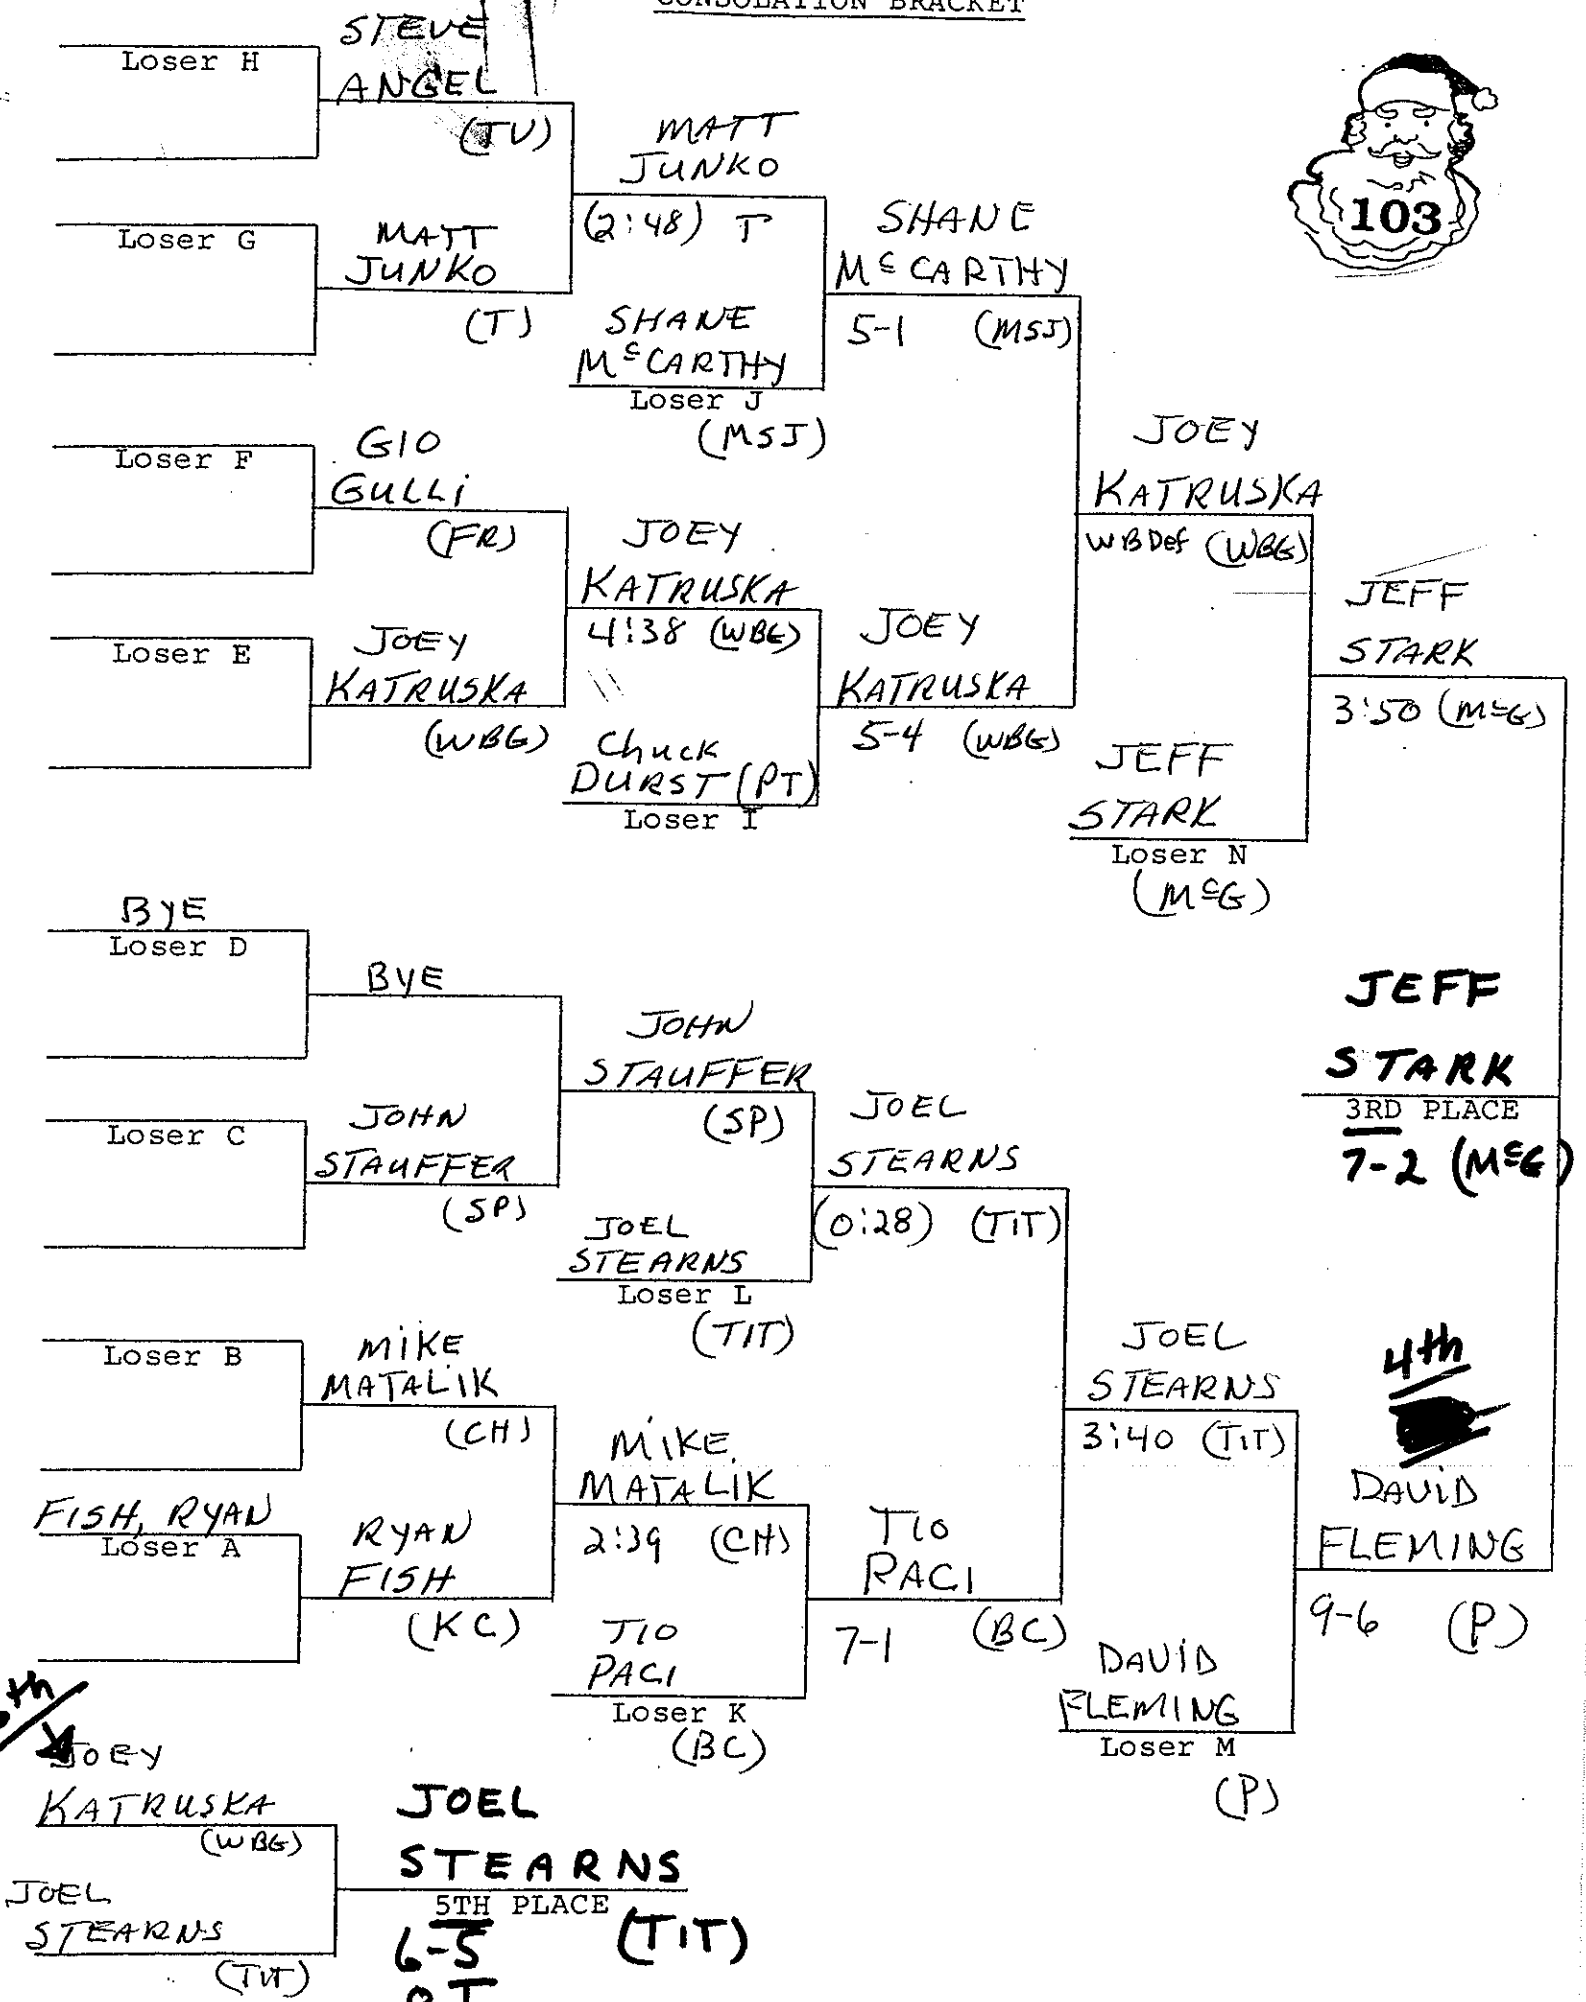 CONSOLATION BRACKET
103
Loser H
STEVE
ANGEL
(TV)
Loser G
MATT
JUNKO
(T)
MATT
JUNKO
(2:48) T
SHANE
McCARTHY
Loser J
(MSJ)
SHANE
McCARTHY
5-1 (MSJ)
Loser F
GIO
GULLi
(FR)
Loser E
JOEY
KATRUSKA
(WBG)
JOEY
KATRUSKA
4:38 (WBG)
Chuck
DURST (PT)
Loser I
JOEY
KATRUSKA
5-4 (WBG)
JOEY
KATRUSKA
WBDef (WBG)
JEFF
STARK
Loser N
(McG)
JEFF
STARK
3:50 (McG)
BYE
Loser D
BYE
Loser C
JOHN
STAUFFER
(SP)
JOHN
STAUFFER
(SP)
JOEL
STEARNS
Loser L
(TIT)
JOEL
STEARNS
(0:28) (TIT)
Loser B
MiKE
MATALIK
(CH)
FISH, RYAN
Loser A
RYAN
FISH
(KC)
MiKE
MATALIK
2:39 (CH)
TIO
PACI
Loser K
(BC)
TIO
PACI
7-1 (BC)
JOEL
STEARNS
3:40 (TIT)
DAViD
FLEMING
Loser M
(P)
4th
DAViD
FLEMING
9-6 (P)
JEFF
STARK
3RD PLACE
7-2 (McG)
JOEY
KATRUSKA
(WBG)
JOEL
STEARNS
(TIT)
JOEL
STEARNS
5TH PLACE
6-5 (TIT)
OT